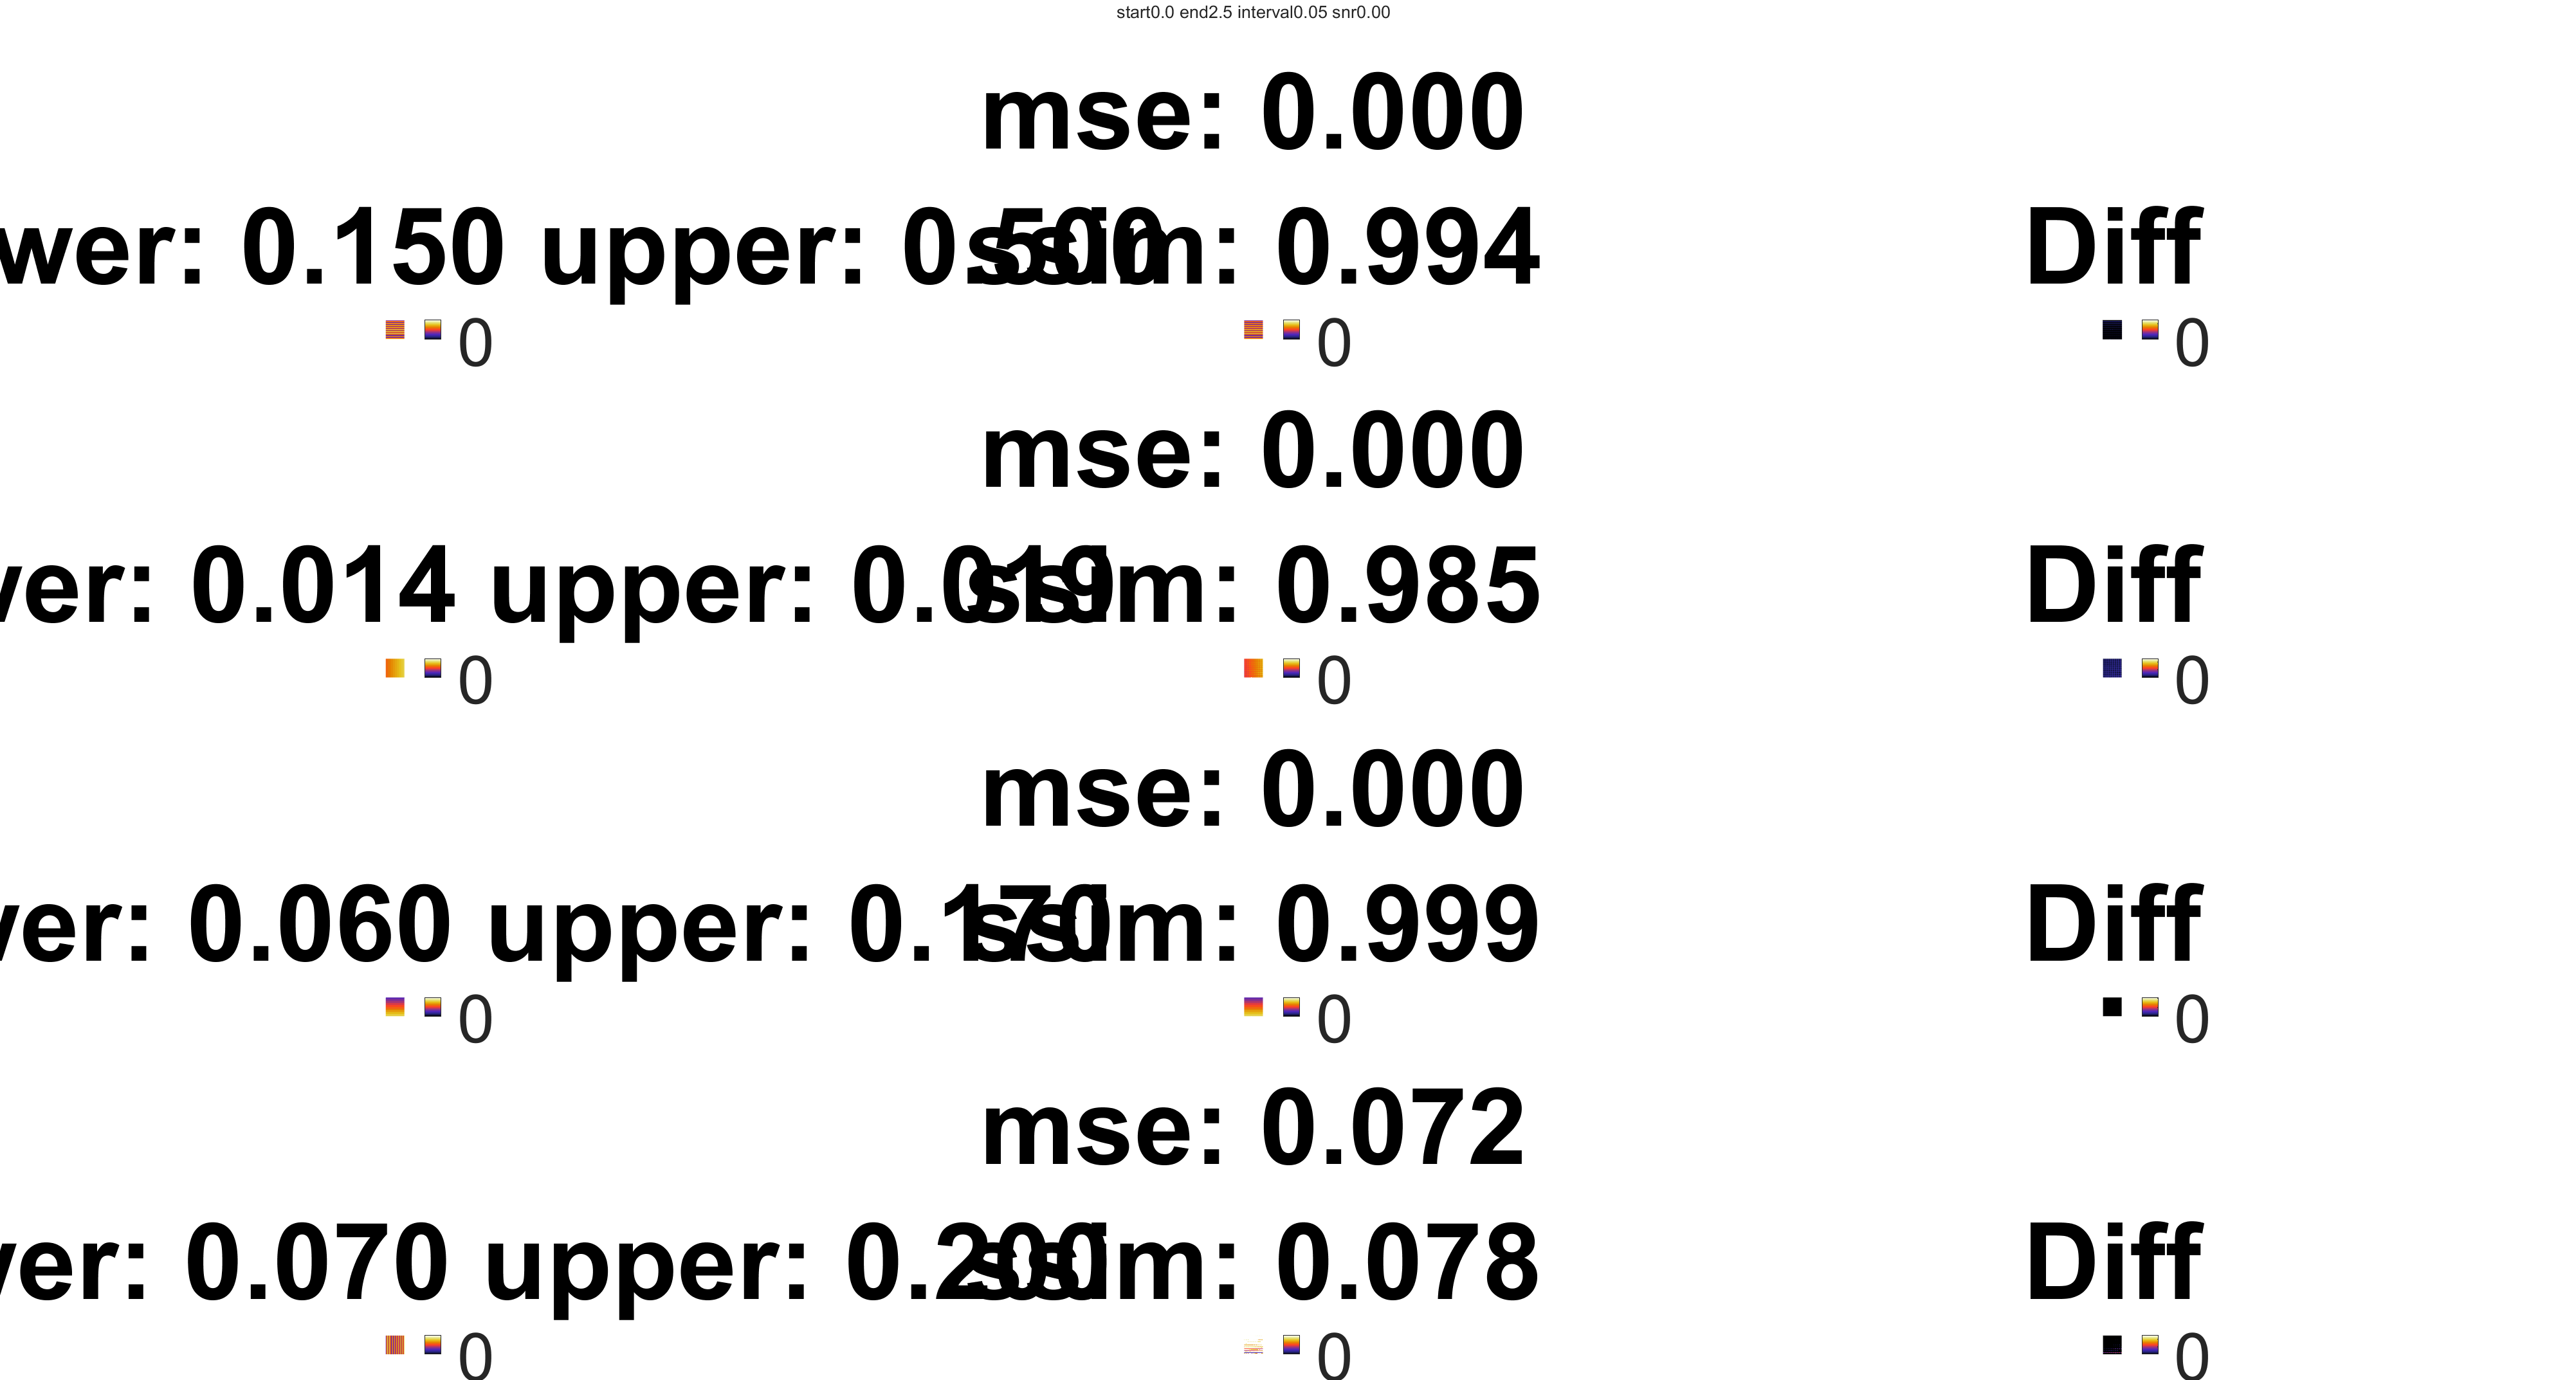 start0.0 end2.5 interval0.05 snr0.00
mse: 0.000
wer: 0.150 upper: 0.500 ssim: 0.994 Diff
0 0 0
mse: 0.000
ver: 0.014 upper: 0.019 ssim: 0.985 Diff
0 0 0
mse: 0.000
ver: 0.060 upper: 0.170 ssim: 0.999 Diff
0 0 0
mse: 0.072
ver: 0.070 upper: 0.200 ssim: 0.078 Diff
0 0 0